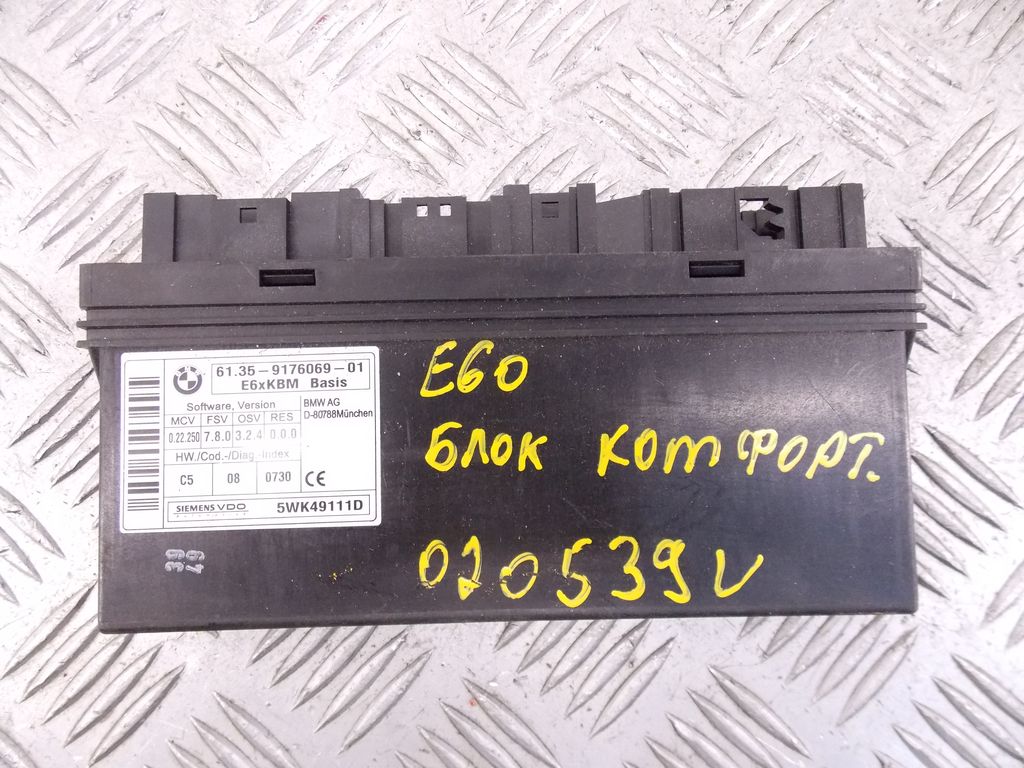 61.35-9176069-01
E6xKBM Basis
Software, Version
MCV FSV OSV RES
0.22.250 7.8.0 3.2.4 0.0.0
BMW AG
D-80788München
HW./Cod.-/Diag.-Index
C5 08 0730
CE
SIEMENS VDO
5WK49111D
39
49
E60
БЛОК КОМФОРТ.
020539V